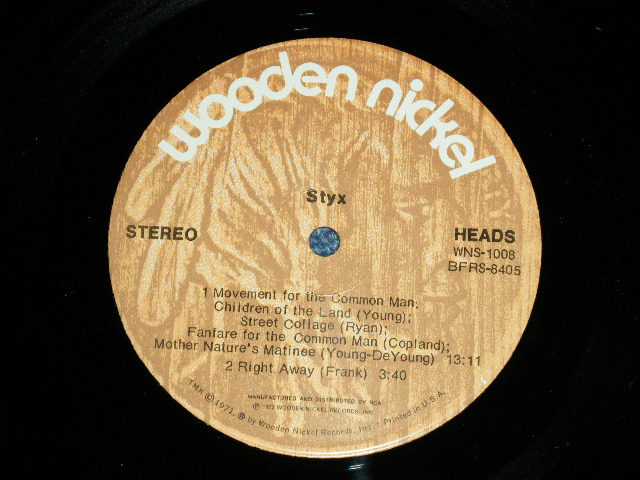 wooden nickel
Styx
STEREO
HEADS
WNS-1008
BFRS-8405
1 Movement for the Common Man;
Children of the Land (Young);
Street Collage (Ryan);
Fanfare for the Common Man (Copland);
Mother Nature's Matinee (Young-DeYoung) 13:11
2 Right Away (Frank) 3:40
MANUFACTURED AND DISTRIBUTED BY RCA
℗ 1972 WOODEN NICKEL RECORDS, INC
TMK © 1971, ® by Wooden Nickel Records, Inc. • Printed in U.S.A.